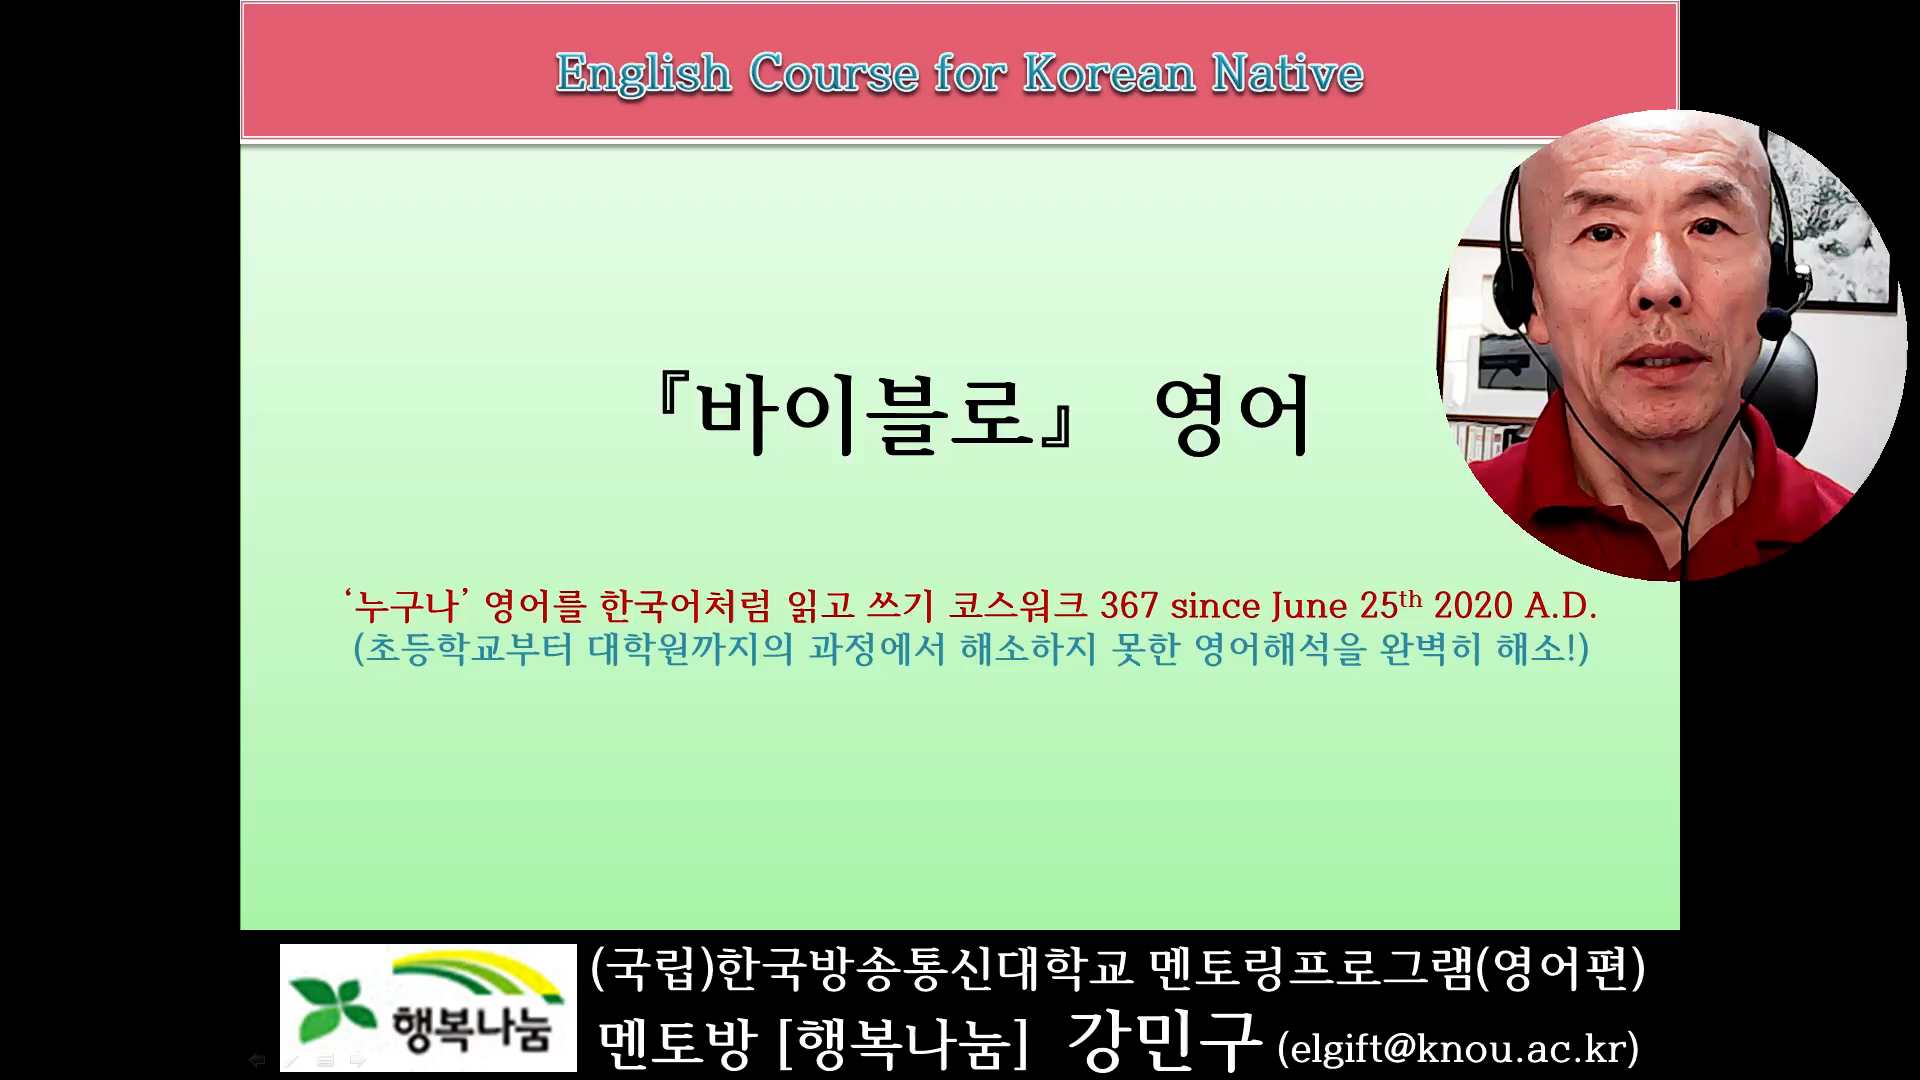 English Course for Korean Native
『바이블로』 영어
‘누구나’ 영어를 한국어처럼 읽고 쓰기 코스워크 367 since June 25th 2020 A.D.
(초등학교부터 대학원까지의 과정에서 해소하지 못한 영어해석을 완벽히 해소!)
행복나눔
(국립)한국방송통신대학교 멘토링프로그램(영어편)
멘토방 [행복나눔] 강민구 (elgift@knou.ac.kr)